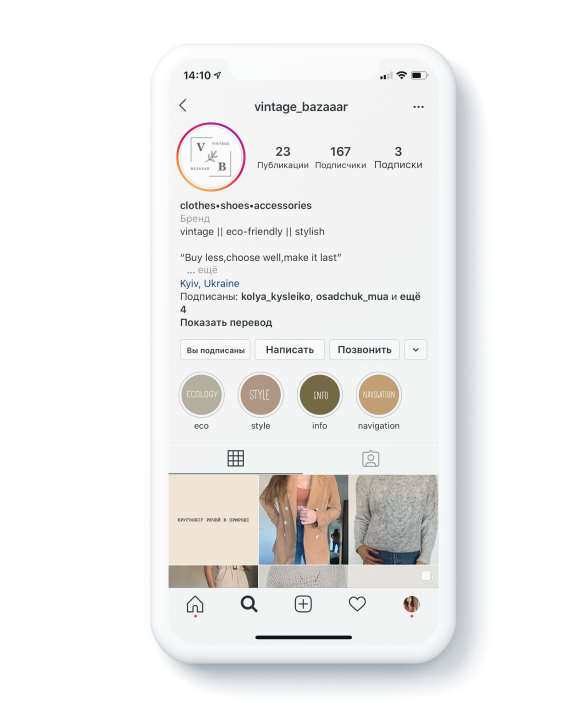 14:10
vintage_bazaaar
V VINTAGE
BAZAAAR B
23 167 3
Публикации Подписчики Подписки
clothes•shoes•accessories
Бренд
vintage || eco-friendly || stylish
“Buy less,choose well,make it last”
... ещё
Kyiv, Ukraine
Подписаны: kolya_kysleiko, osadchuk_mua и ещё
4
Показать перевод
Вы подписаны Написать Позвонить
ECOLOGY STYLE INFO NAVIGATION
eco style info navigation
КРУГООБІГ РЕЧЕЙ В ПРИРОДІ